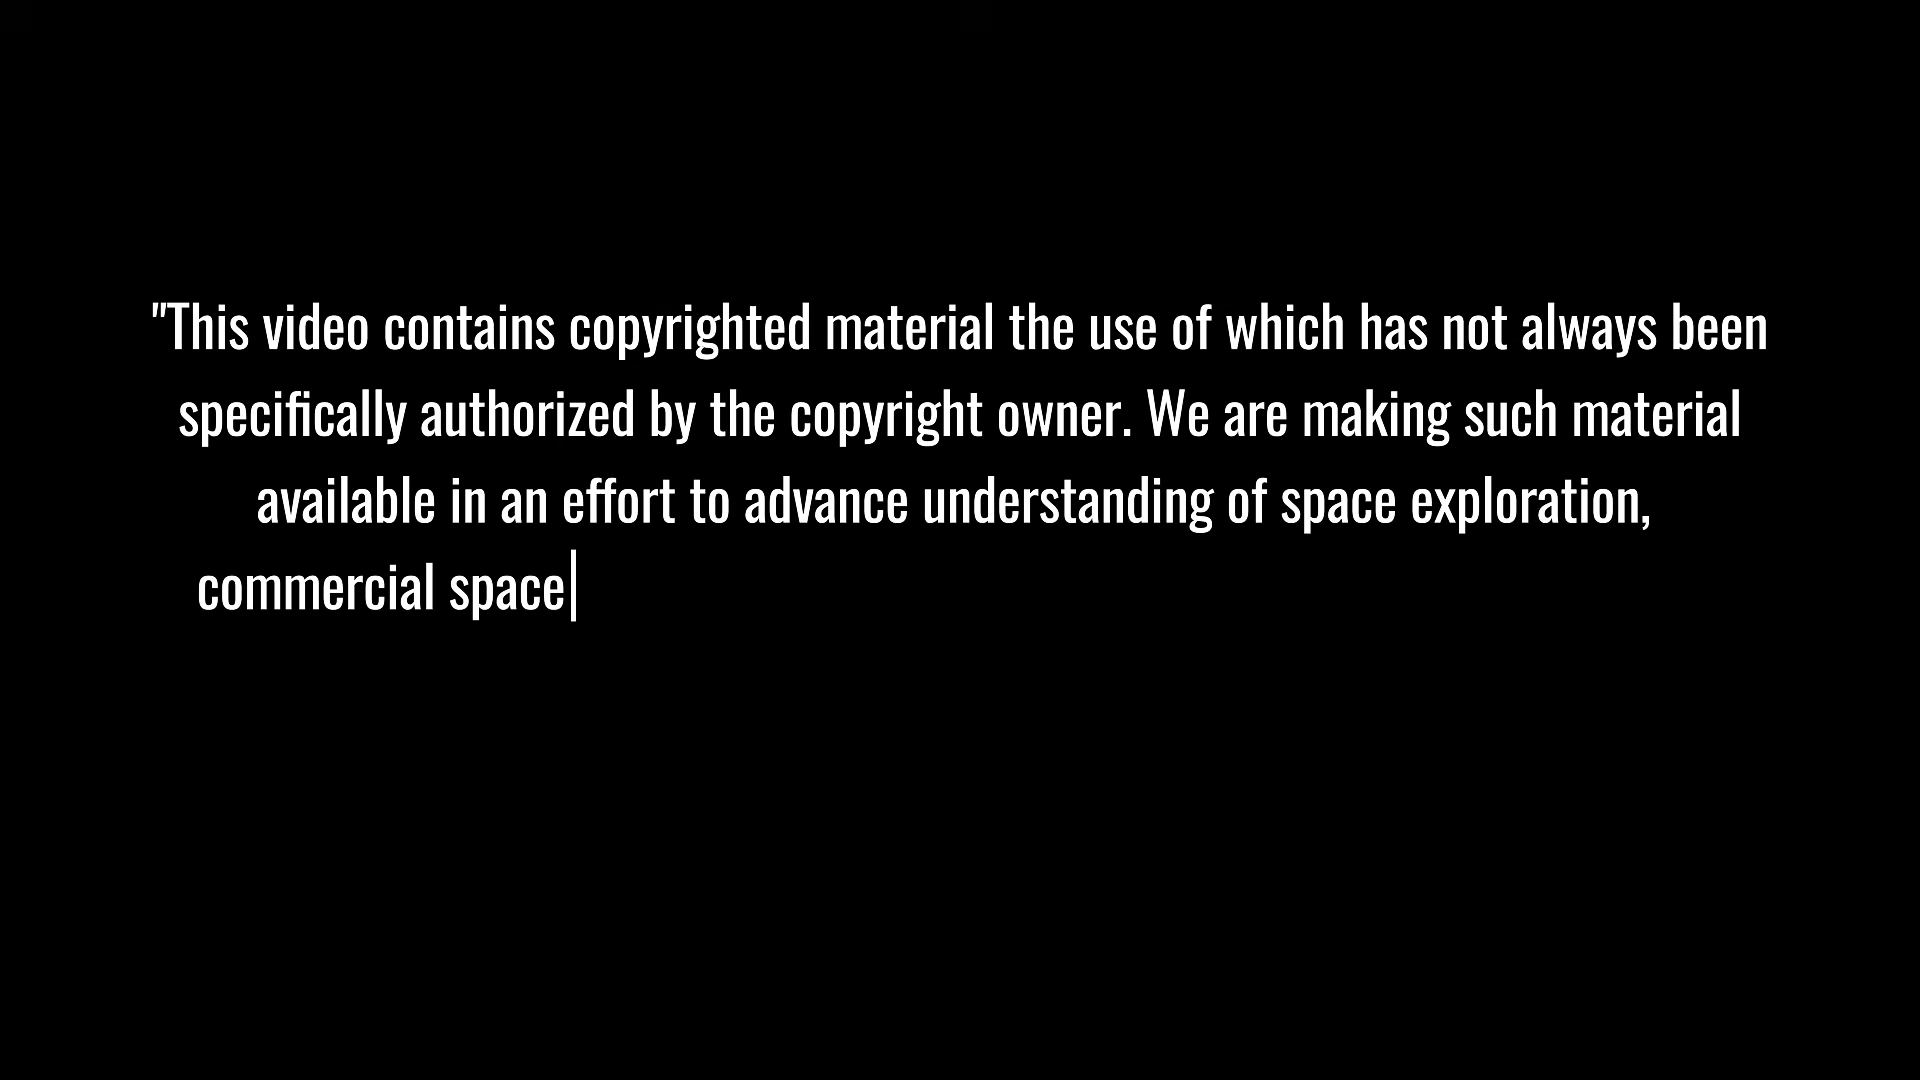 "This video contains copyrighted material the use of which has not always been
specifically authorized by the copyright owner. We are making such material
available in an effort to advance understanding of space exploration,
commercial space